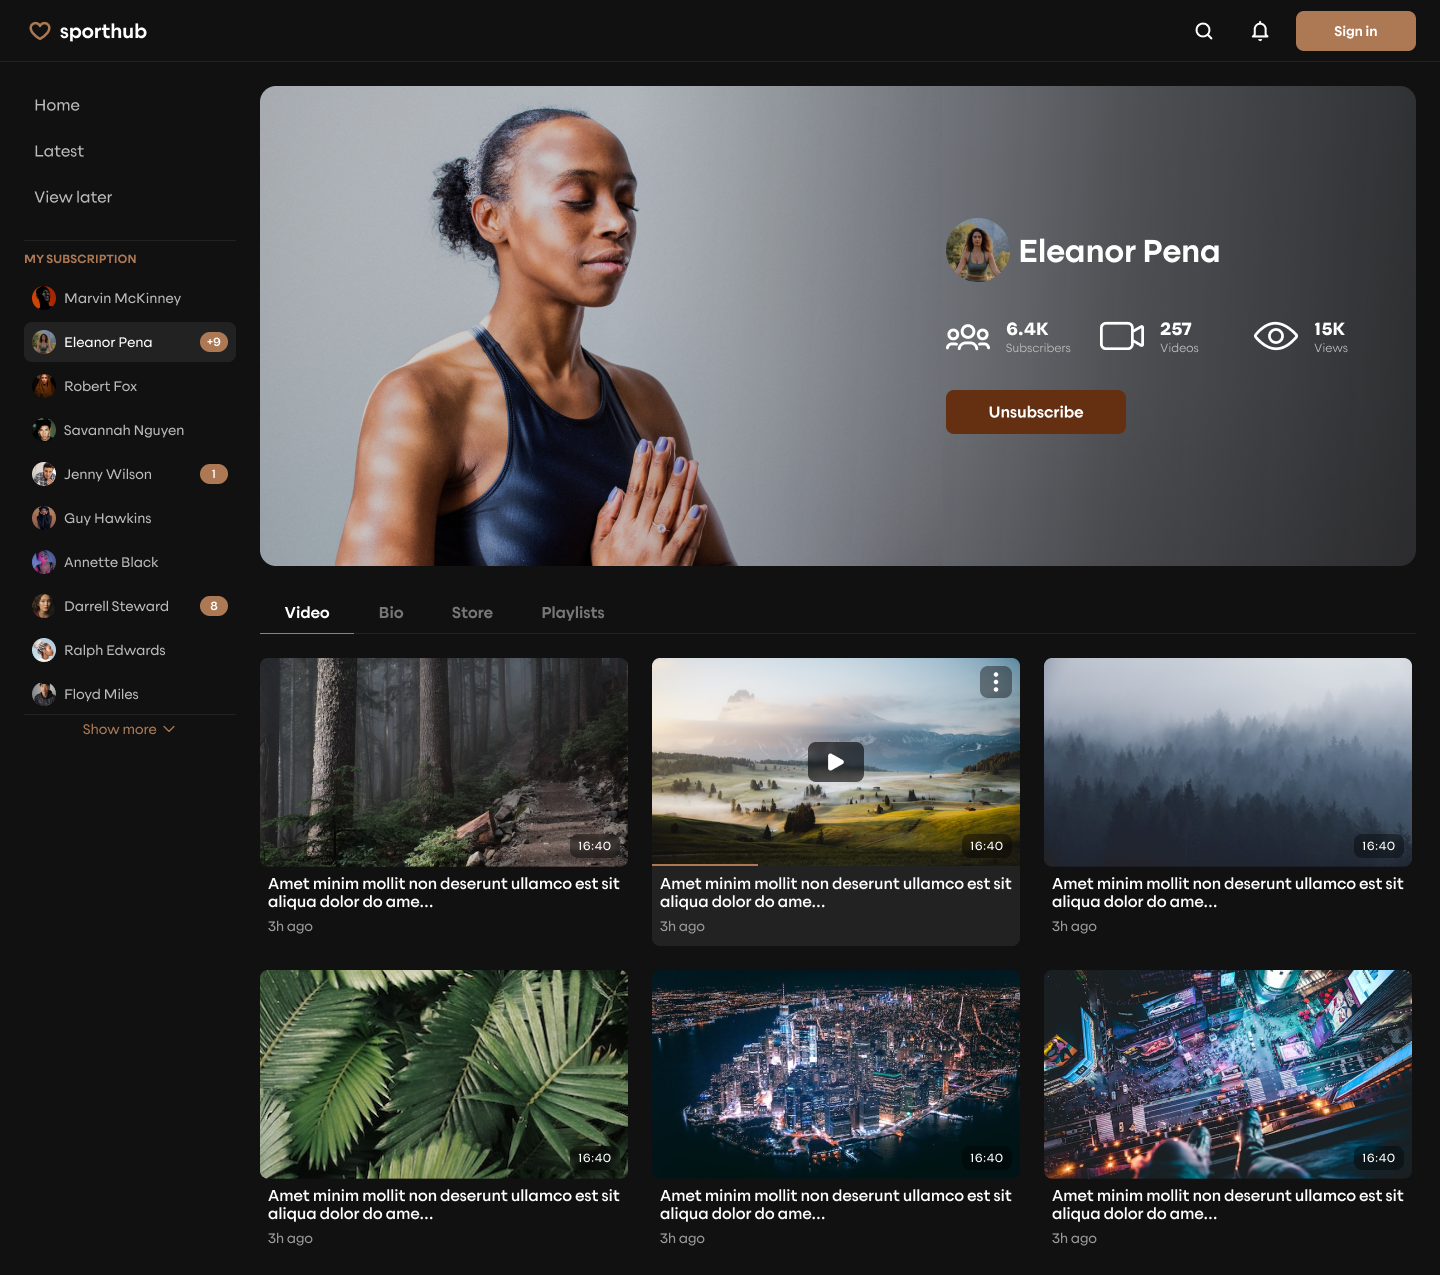 sporthub
Sign in
Home
Latest
View later
MY SUBSCRIPTION
Marvin McKinney
Eleanor Pena
+9
Robert Fox
Savannah Nguyen
Jenny Wilson
1
Guy Hawkins
Annette Black
Darrell Steward
8
Ralph Edwards
Floyd Miles
Show more
Eleanor Pena
6.4K
Subscribers
257
Videos
15K
Views
Unsubscribe
Video
Bio
Store
Playlists
16:40
Amet minim mollit non deserunt ullamco est sit
aliqua dolor do ame...
3h ago
16:40
Amet minim mollit non deserunt ullamco est sit
aliqua dolor do ame...
3h ago
16:40
Amet minim mollit non deserunt ullamco est sit
aliqua dolor do ame...
3h ago
16:40
Amet minim mollit non deserunt ullamco est sit
aliqua dolor do ame...
3h ago
16:40
Amet minim mollit non deserunt ullamco est sit
aliqua dolor do ame...
3h ago
16:40
Amet minim mollit non deserunt ullamco est sit
aliqua dolor do ame...
3h ago